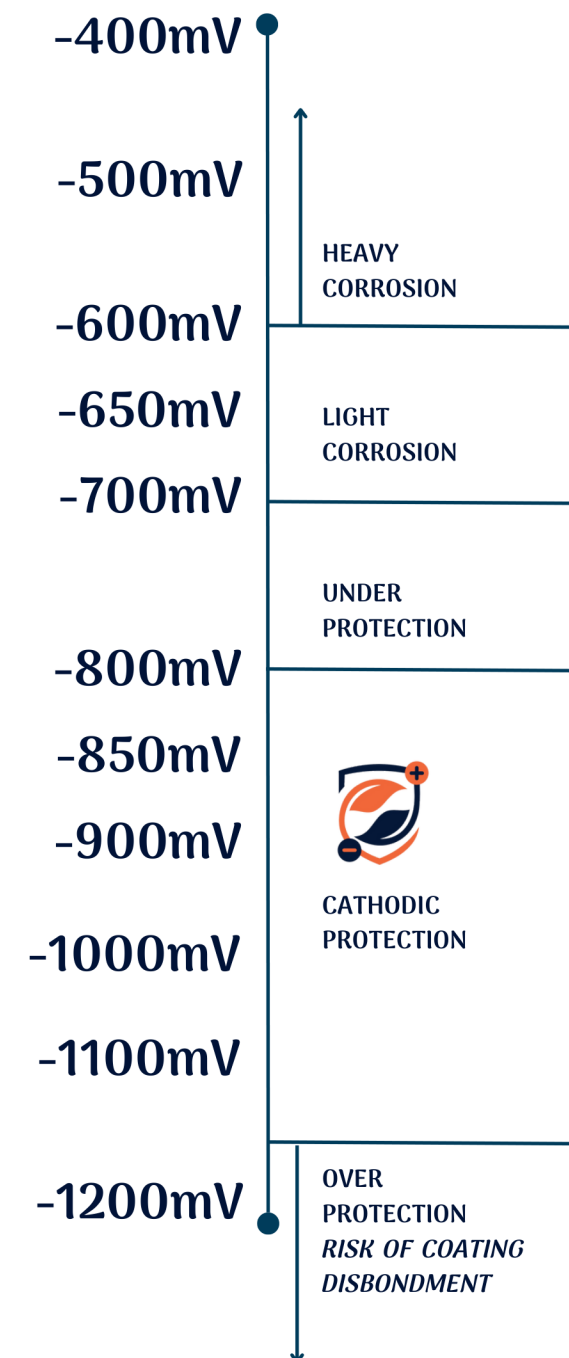 -400mV
-500mV
HEAVY
CORROSION
-600mV
-650mV
LIGHT
CORROSION
-700mV
UNDER
PROTECTION
-800mV
-850mV
-900mV
CATHODIC
PROTECTION
-1000mV
-1100mV
OVER
PROTECTION
-1200mV
RISK OF COATING
DISBONDMENT